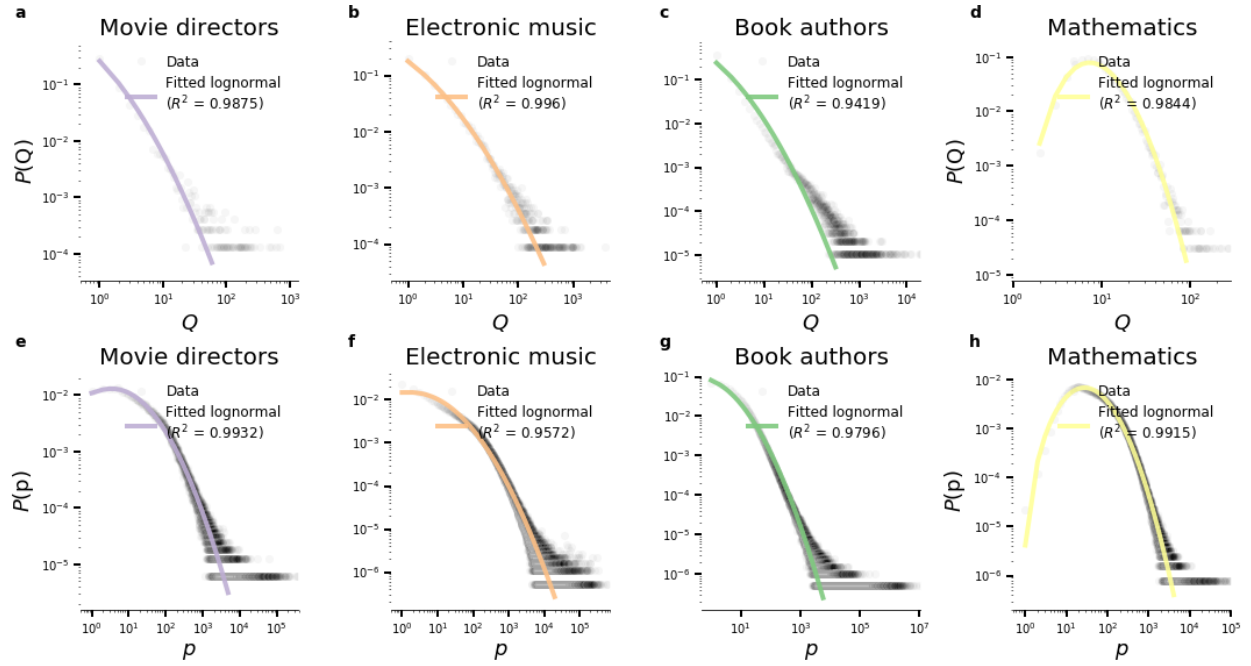 a
Movie directors
P(Q)
10⁻¹
10⁻²
10⁻³
10⁻⁴
10⁰ 10¹ 10² 10³
Q
Data
Fitted lognormal
(R² = 0.9875)
b
Electronic music
10⁻¹
10⁻²
10⁻³
10⁻⁴
10⁰ 10¹ 10² 10³
Q
Data
Fitted lognormal
(R² = 0.996)
c
Book authors
10⁻¹
10⁻²
10⁻³
10⁻⁴
10⁻⁵
10⁰ 10¹ 10² 10³ 10⁴
Q
Data
Fitted lognormal
(R² = 0.9419)
d
Mathematics
P(Q)
10⁻¹
10⁻²
10⁻³
10⁻⁴
10⁻⁵
10⁰ 10¹ 10²
Q
Data
Fitted lognormal
(R² = 0.9844)
e
Movie directors
P(p)
10⁻²
10⁻³
10⁻⁴
10⁻⁵
10⁰ 10¹ 10² 10³ 10⁴ 10⁵
p
Data
Fitted lognormal
(R² = 0.9932)
f
Electronic music
10⁻²
10⁻³
10⁻⁴
10⁻⁵
10⁻⁶
10⁰ 10¹ 10² 10³ 10⁴ 10⁵
p
Data
Fitted lognormal
(R² = 0.9572)
g
Book authors
10⁻¹
10⁻²
10⁻³
10⁻⁴
10⁻⁵
10⁻⁶
10¹ 10³ 10⁵ 10⁷
p
Data
Fitted lognormal
(R² = 0.9796)
h
Mathematics
P(p)
10⁻²
10⁻³
10⁻⁴
10⁻⁵
10⁻⁶
10⁰ 10¹ 10² 10³ 10⁴ 10⁵
p
Data
Fitted lognormal
(R² = 0.9915)